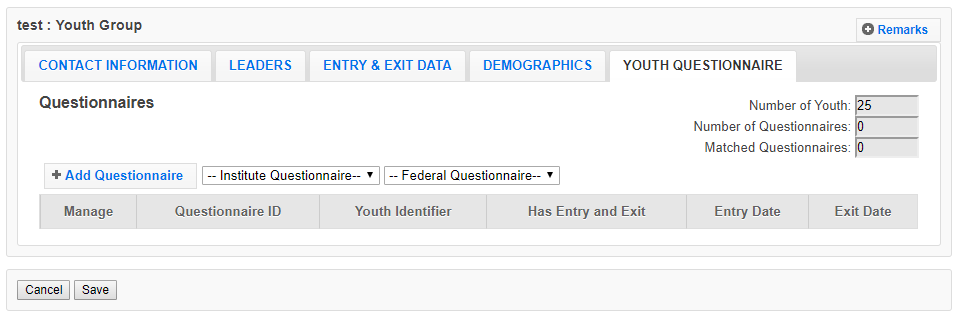 test : Youth Group
Remarks
CONTACT INFORMATION LEADERS ENTRY & EXIT DATA DEMOGRAPHICS YOUTH QUESTIONNAIRE
Questionnaires
Number of Youth: 25
Number of Questionnaires: 0
Matched Questionnaires: 0
Add Questionnaire -- Institute Questionnaire-- -- Federal Questionnaire--
Manage Questionnaire ID Youth Identifier Has Entry and Exit Entry Date Exit Date
Cancel Save